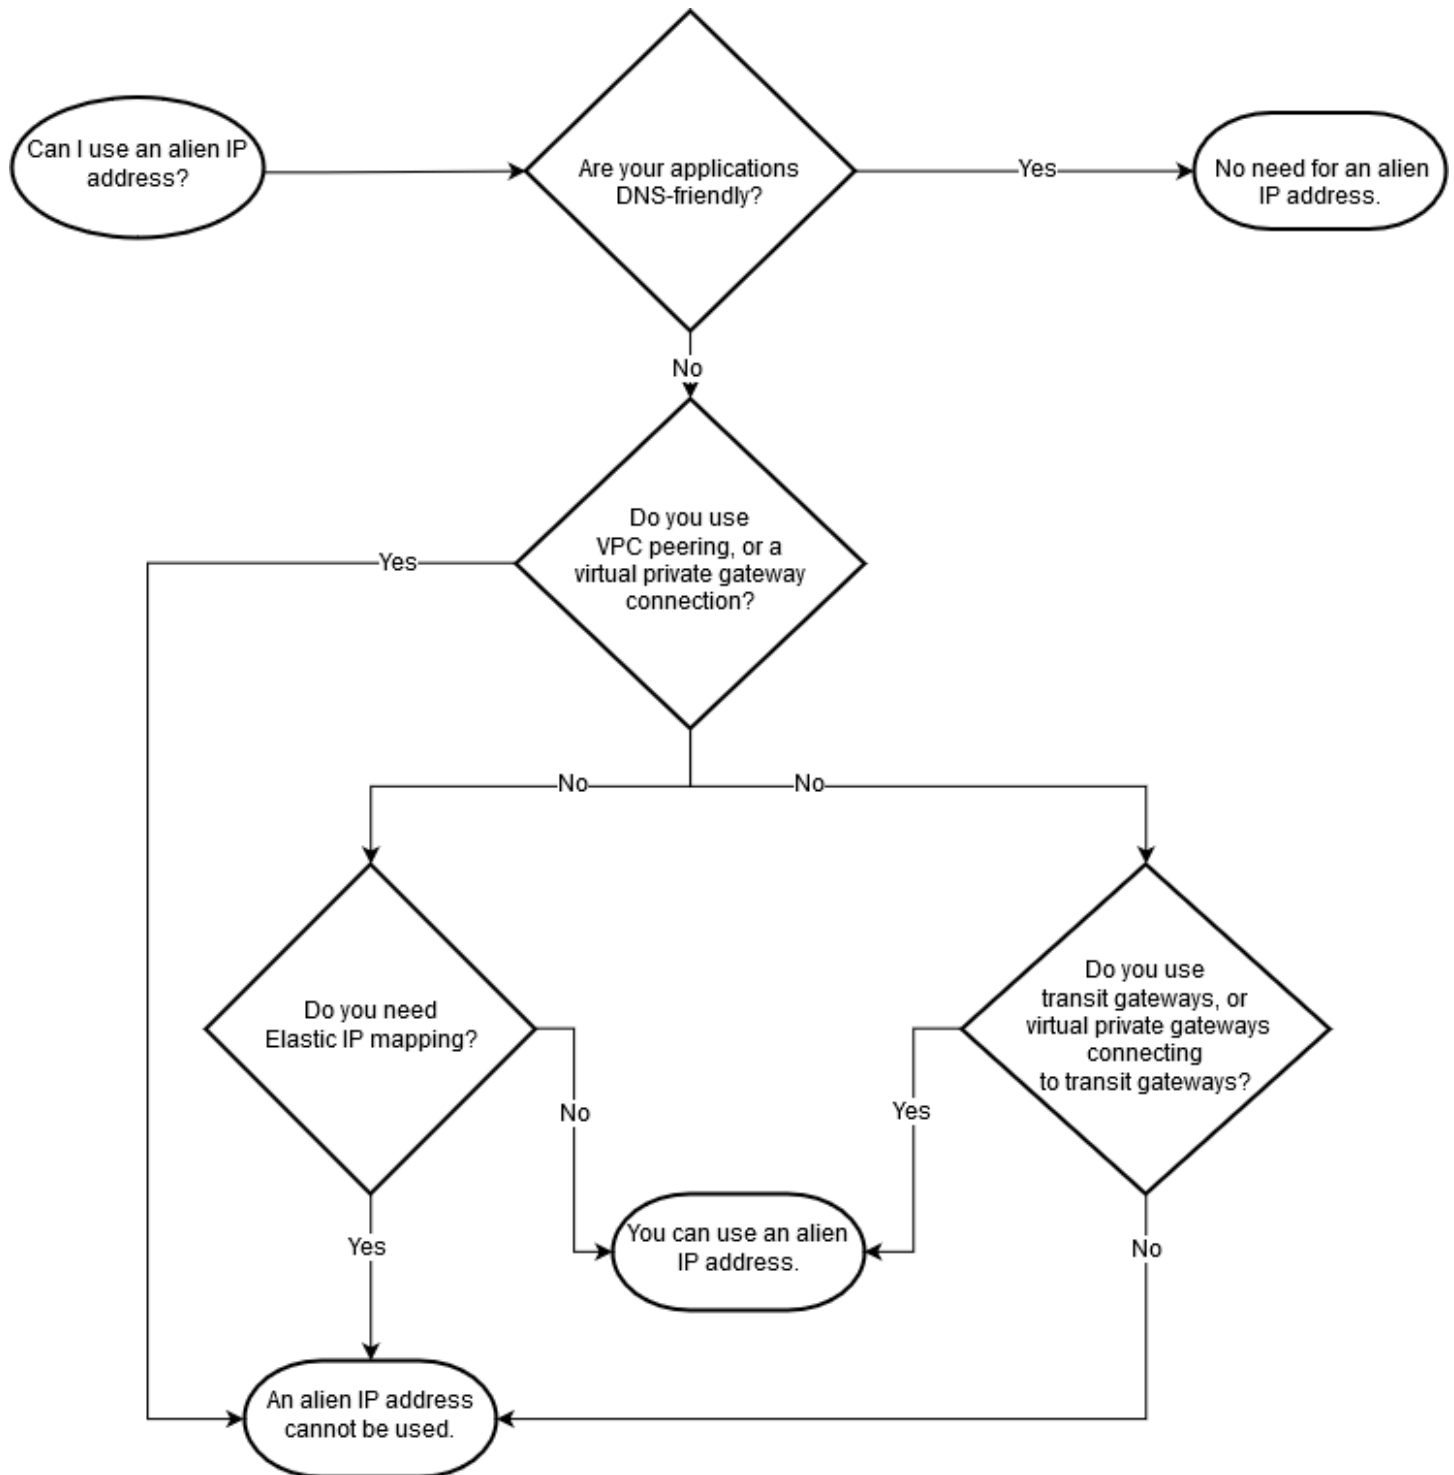 Can I use an alien IP
address?
Are your applications
DNS-friendly?
Yes
No need for an alien
IP address.
No
Do you use
VPC peering, or a
virtual private gateway
connection?
Yes
No
No
Do you need
Elastic IP mapping?
Do you use
transit gateways, or
virtual private gateways
connecting
to transit gateways?
No
Yes
Yes
You can use an alien
IP address.
No
An alien IP address
cannot be used.